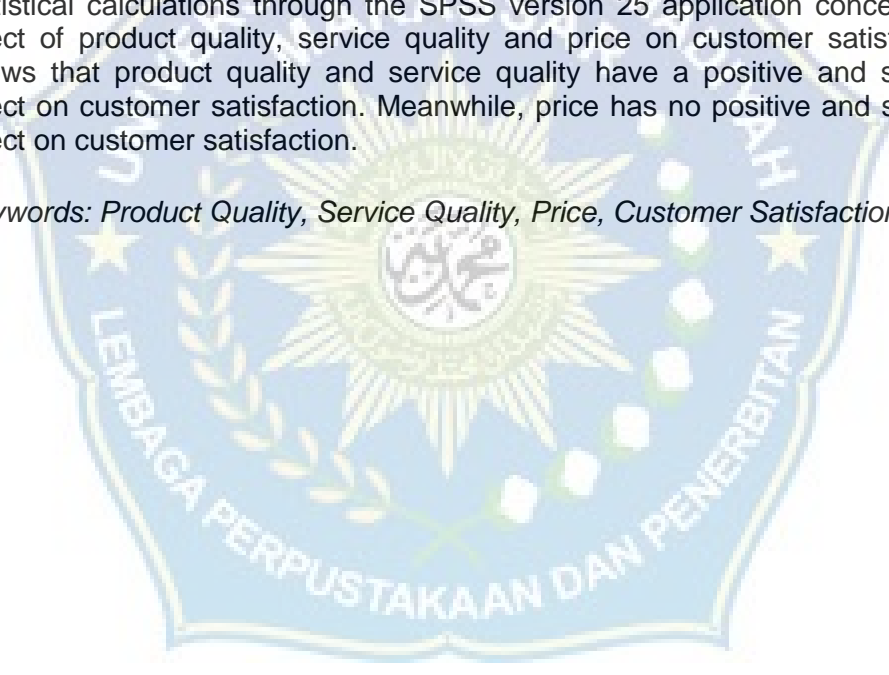 tistical calculations through the SPSS version 25 application conce
ect of product quality, service quality and price on customer satisf
ws that product quality and service quality have a positive and s
ect on customer satisfaction. Meanwhile, price has no positive and s
ect on customer satisfaction.
ywords: Product Quality, Service Quality, Price, Customer Satisfaction
LEMBAGA PERPUSTAKAAN DAN PENERBITAN